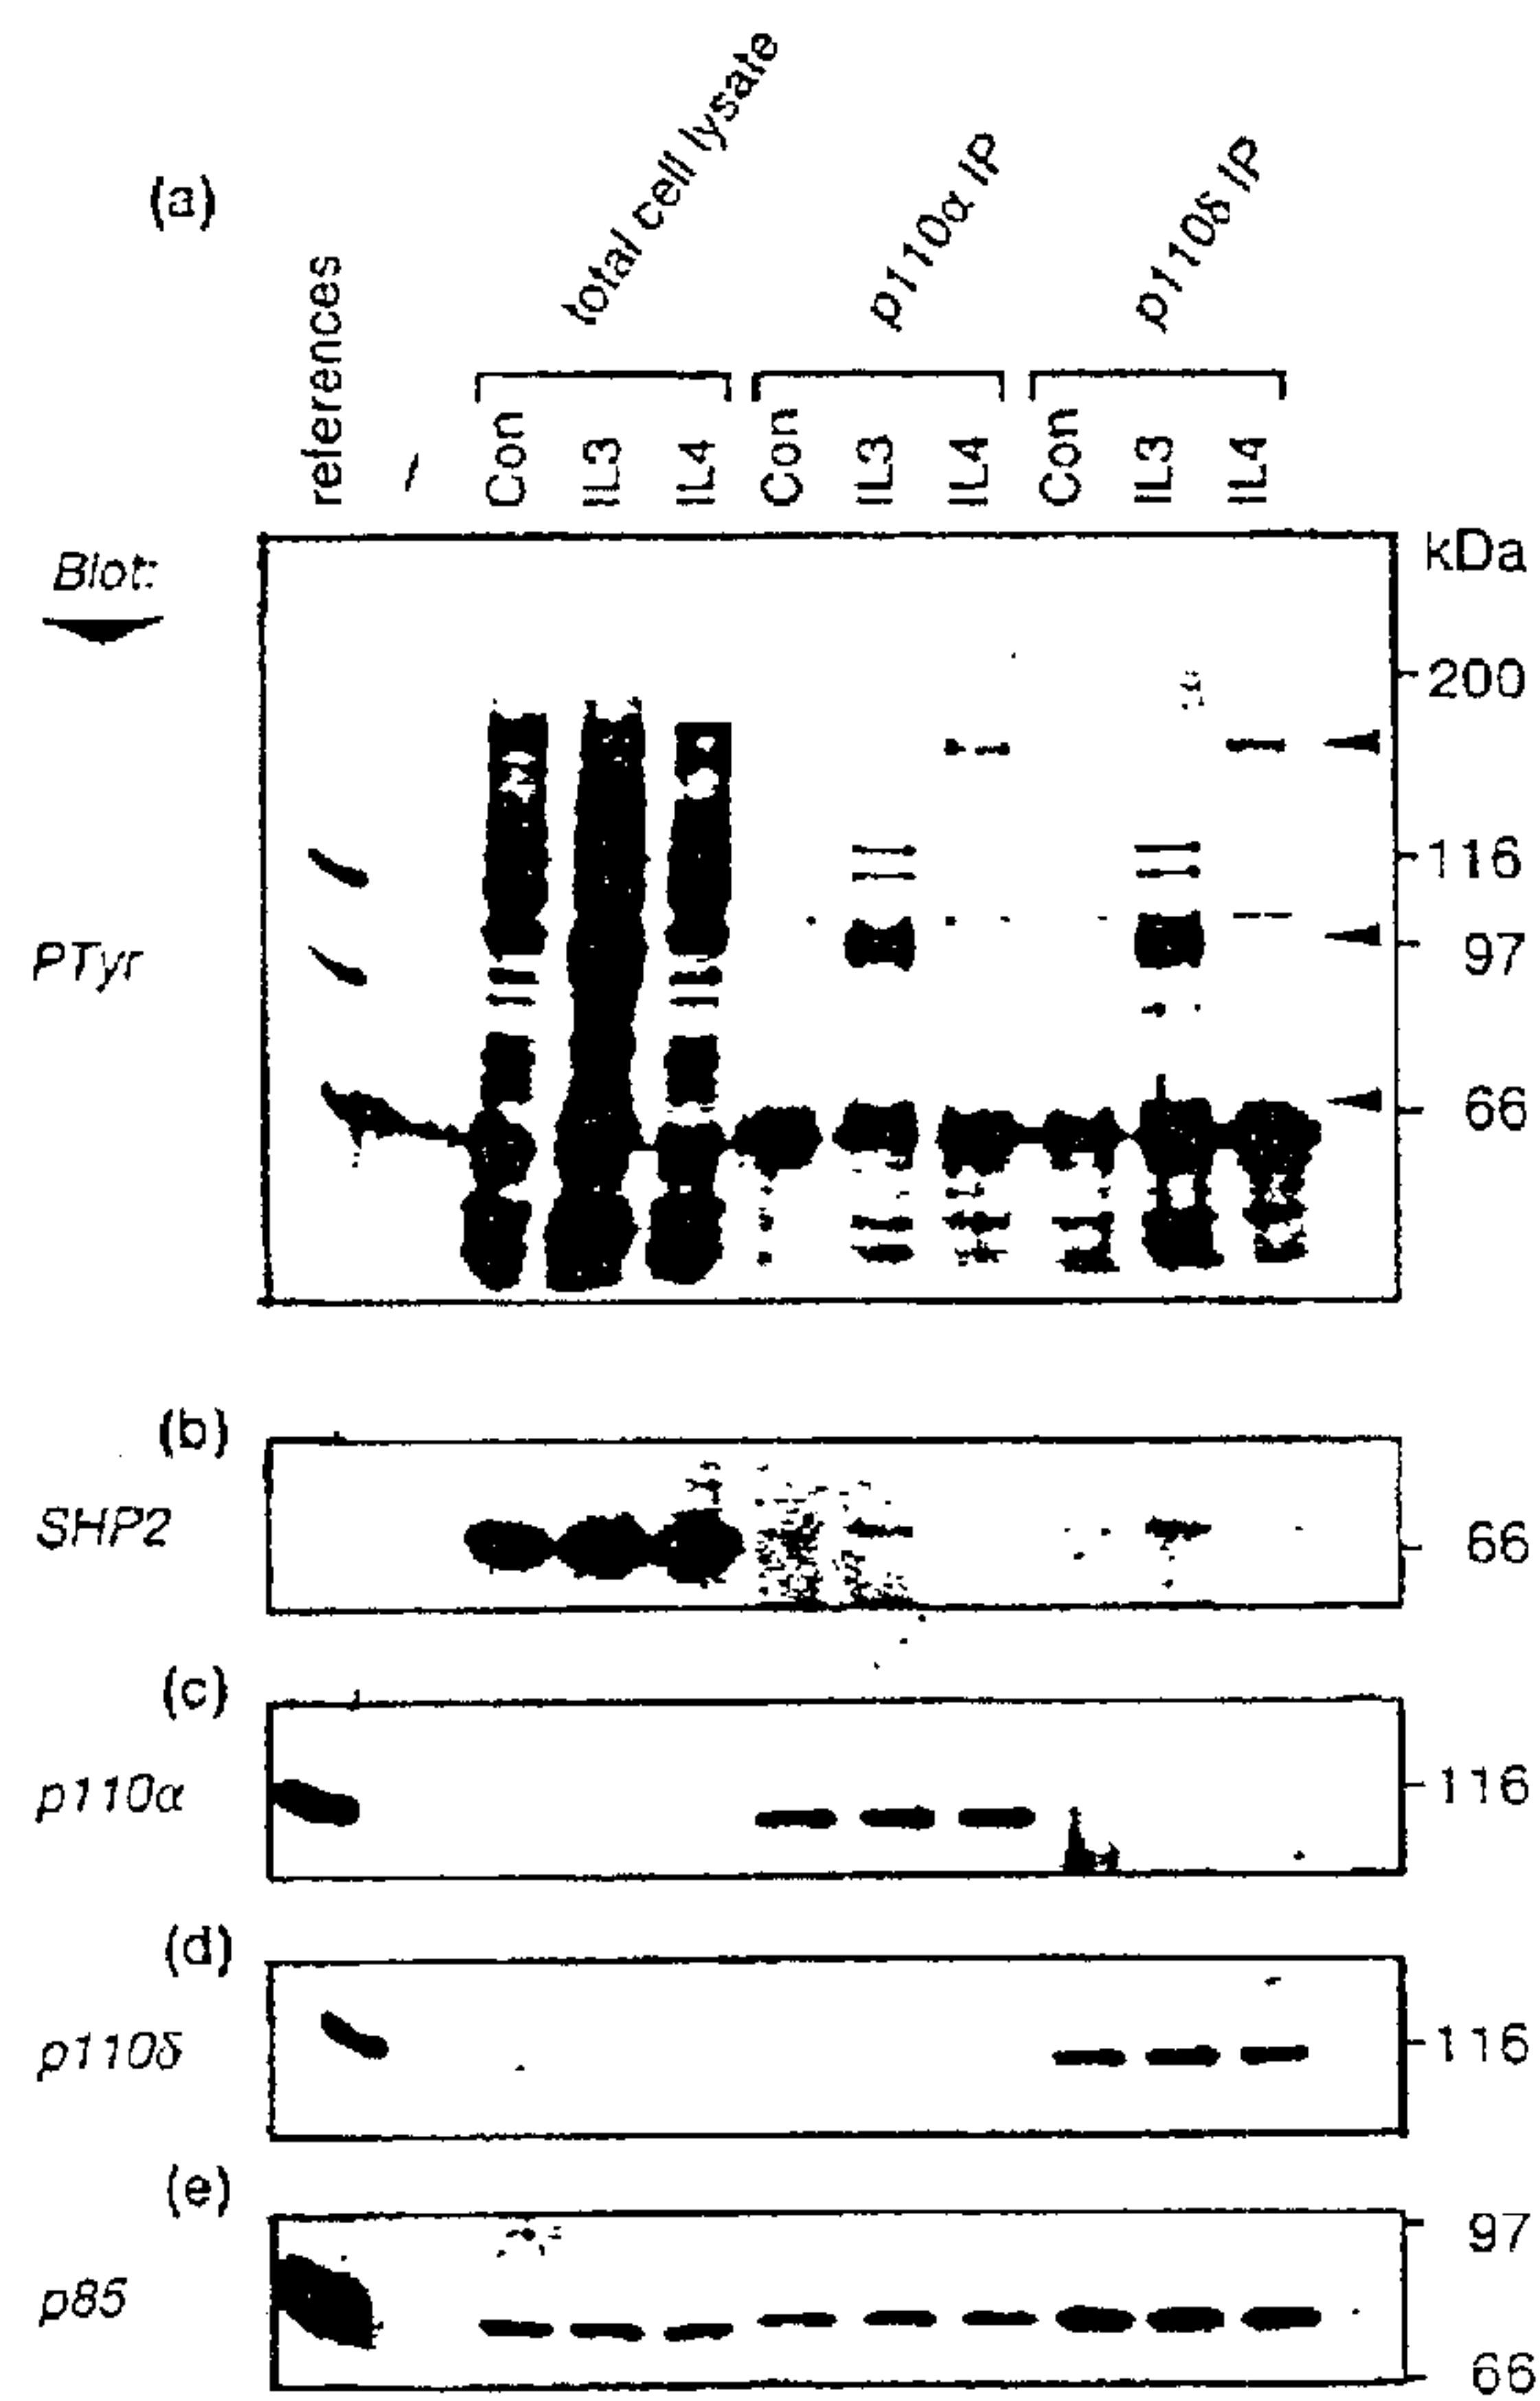 (a)
references
total cell lysate
p110α IP
p110δ IP
Con
IL3
IL4
Con
IL3
IL4
Con
IL3
IL4
Blot:
kDa
200
116
PTyr
97
66
(b)
SHP2
66
(c)
p110α
116
(d)
p110δ
116
(e)
97
p85
66